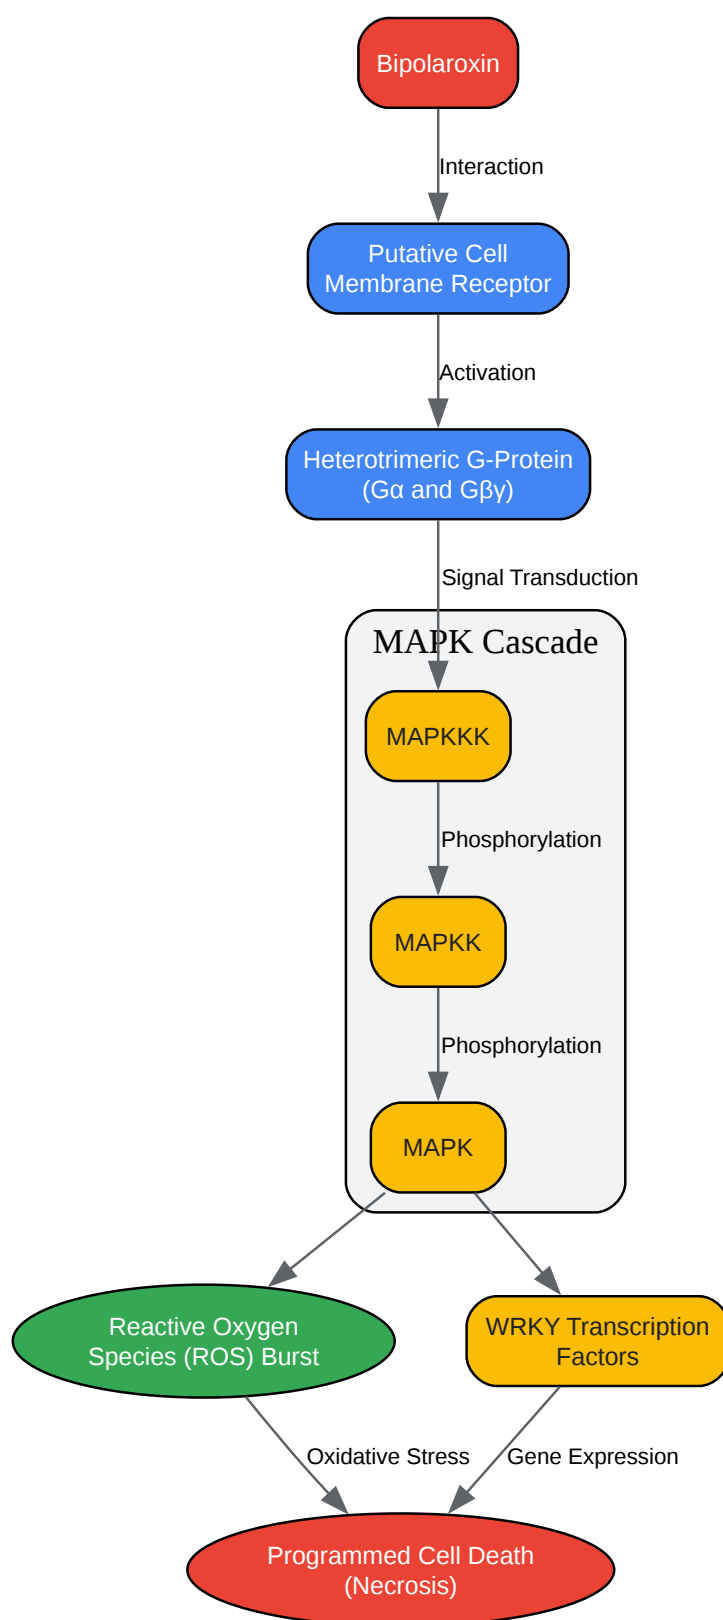 Bipolaroxin
Interaction
Putative Cell
Membrane Receptor
Activation
Heterotrimeric G-Protein
(Gα and Gβγ)
Signal Transduction
MAPK Cascade
MAPKKK
Phosphorylation
MAPKK
Phosphorylation
MAPK
Reactive Oxygen
Species (ROS) Burst
WRKY Transcription
Factors
Oxidative Stress
Gene Expression
Programmed Cell Death
(Necrosis)